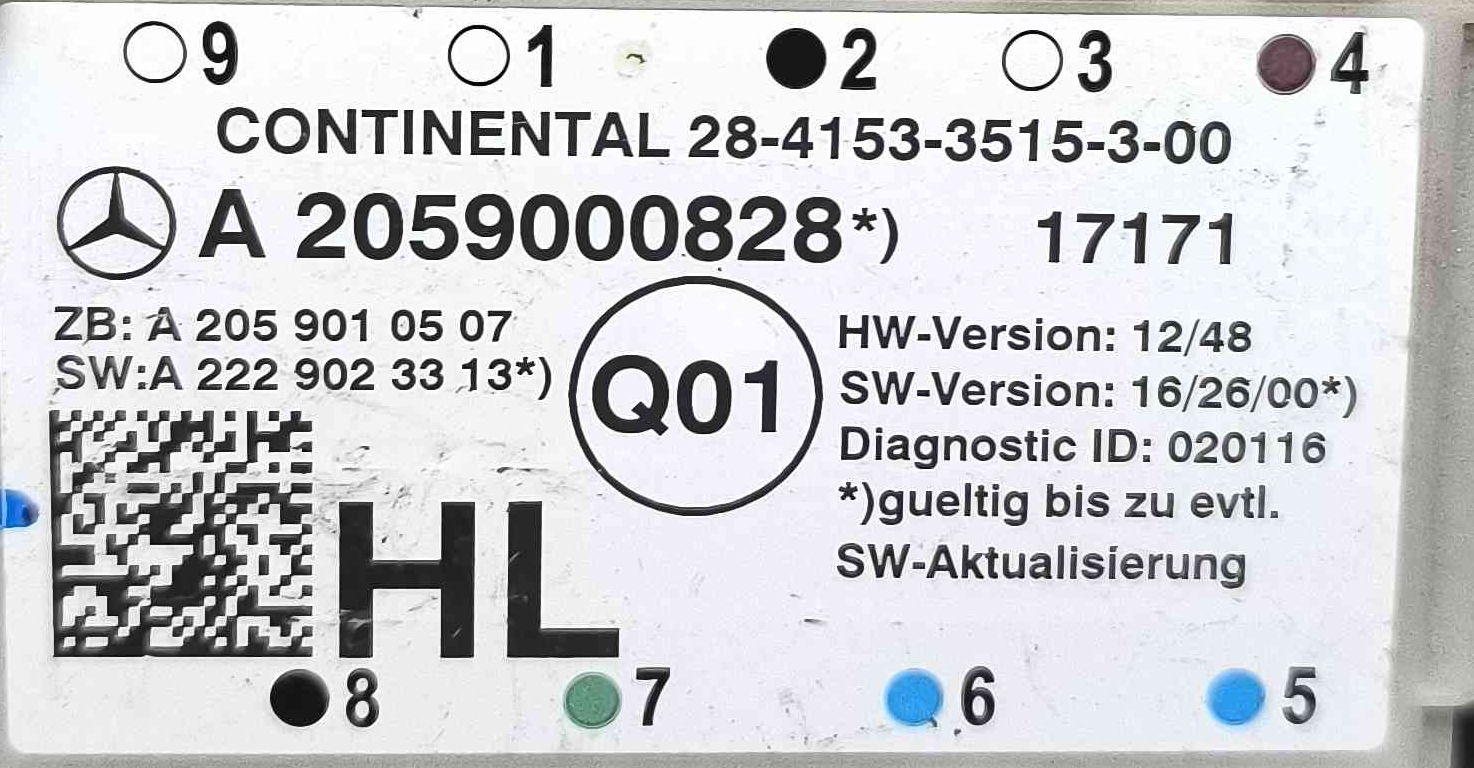 9 1 2 3 4
CONTINENTAL 28-4153-3515-3-00
A 2059000828*) 17171
ZB: A 205 901 05 07
SW:A 222 902 33 13*)
Q01
HW-Version: 12/48
SW-Version: 16/26/00*)
Diagnostic ID: 020116
*)gueltig bis zu evtl.
SW-Aktualisierung
HL
8 7 6 5